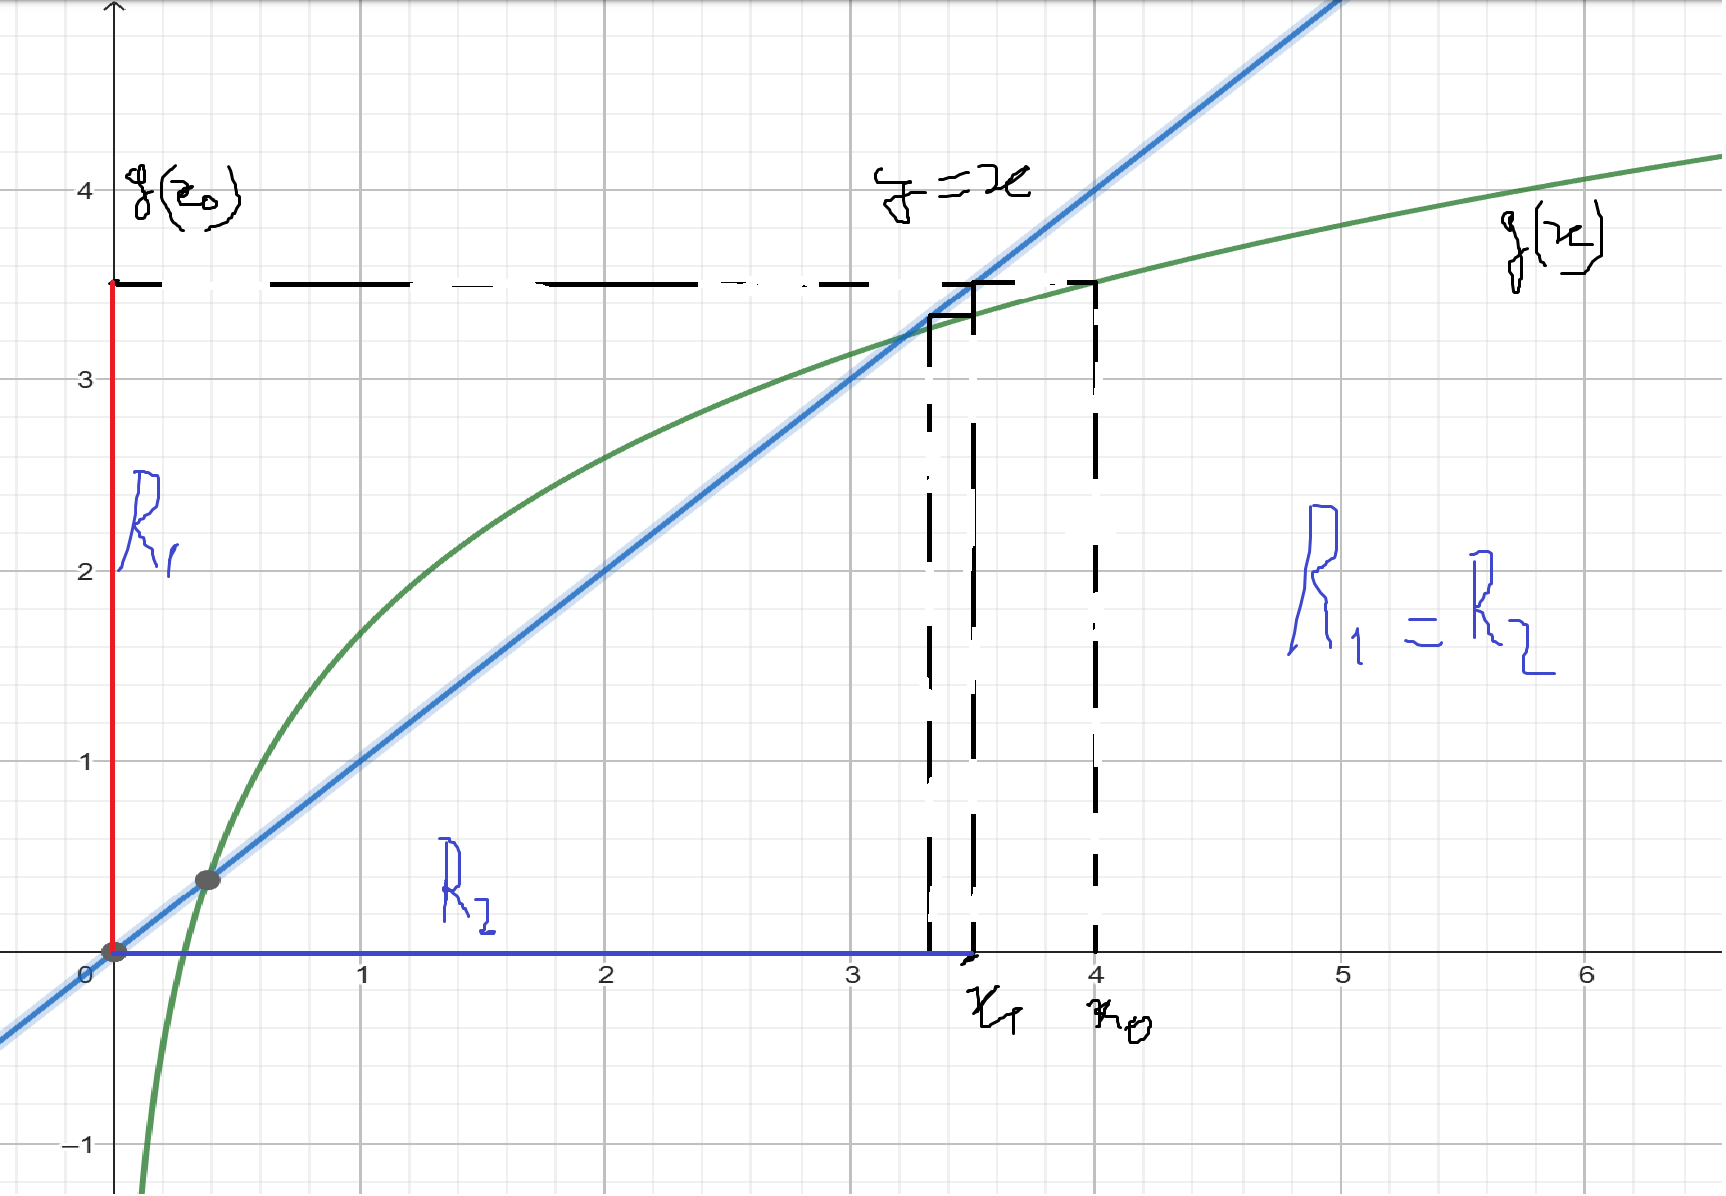 g(x₀)
y=x
4
g(x)
3
R₁
2
R₁=R₂
1
R₂
0 1 2 3 4 5 6
x₁ x₀
−1